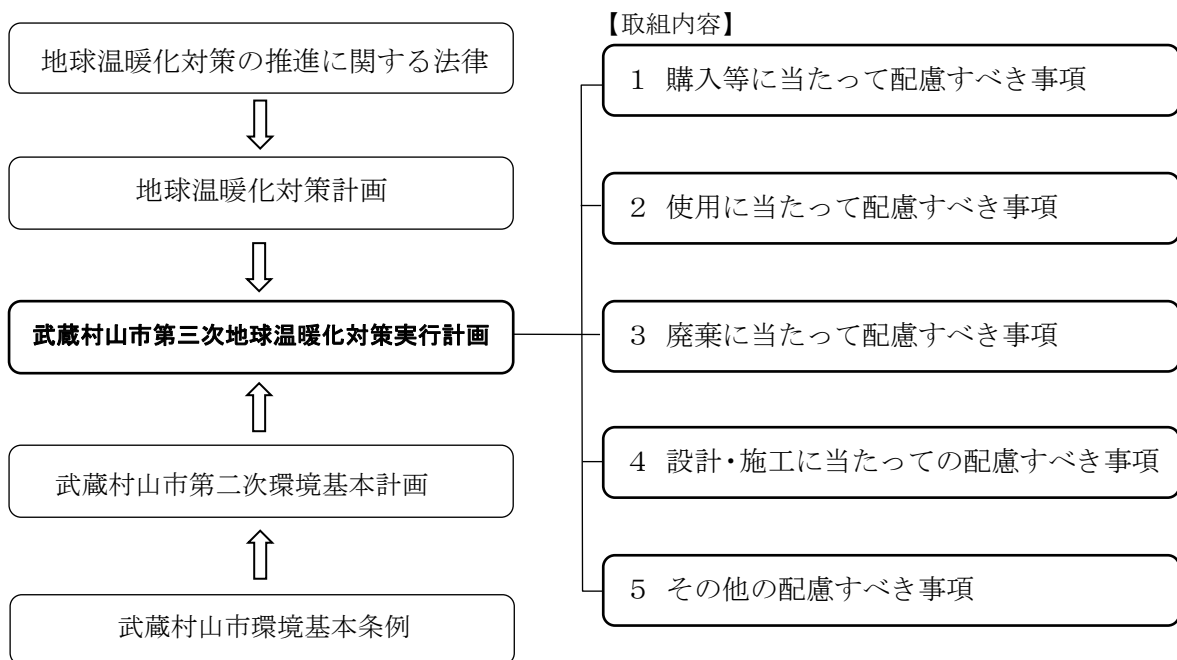 地球温暖化対策の推進に関する法律
地球温暖化対策計画
武蔵村山市第三次地球温暖化対策実行計画
武蔵村山市第二次環境基本計画
武蔵村山市環境基本条例
【取組内容】
1 購入等に当たって配慮すべき事項
2 使用に当たって配慮すべき事項
3 廃棄に当たって配慮すべき事項
4 設計・施工に当たっての配慮すべき事項
5 その他の配慮すべき事項